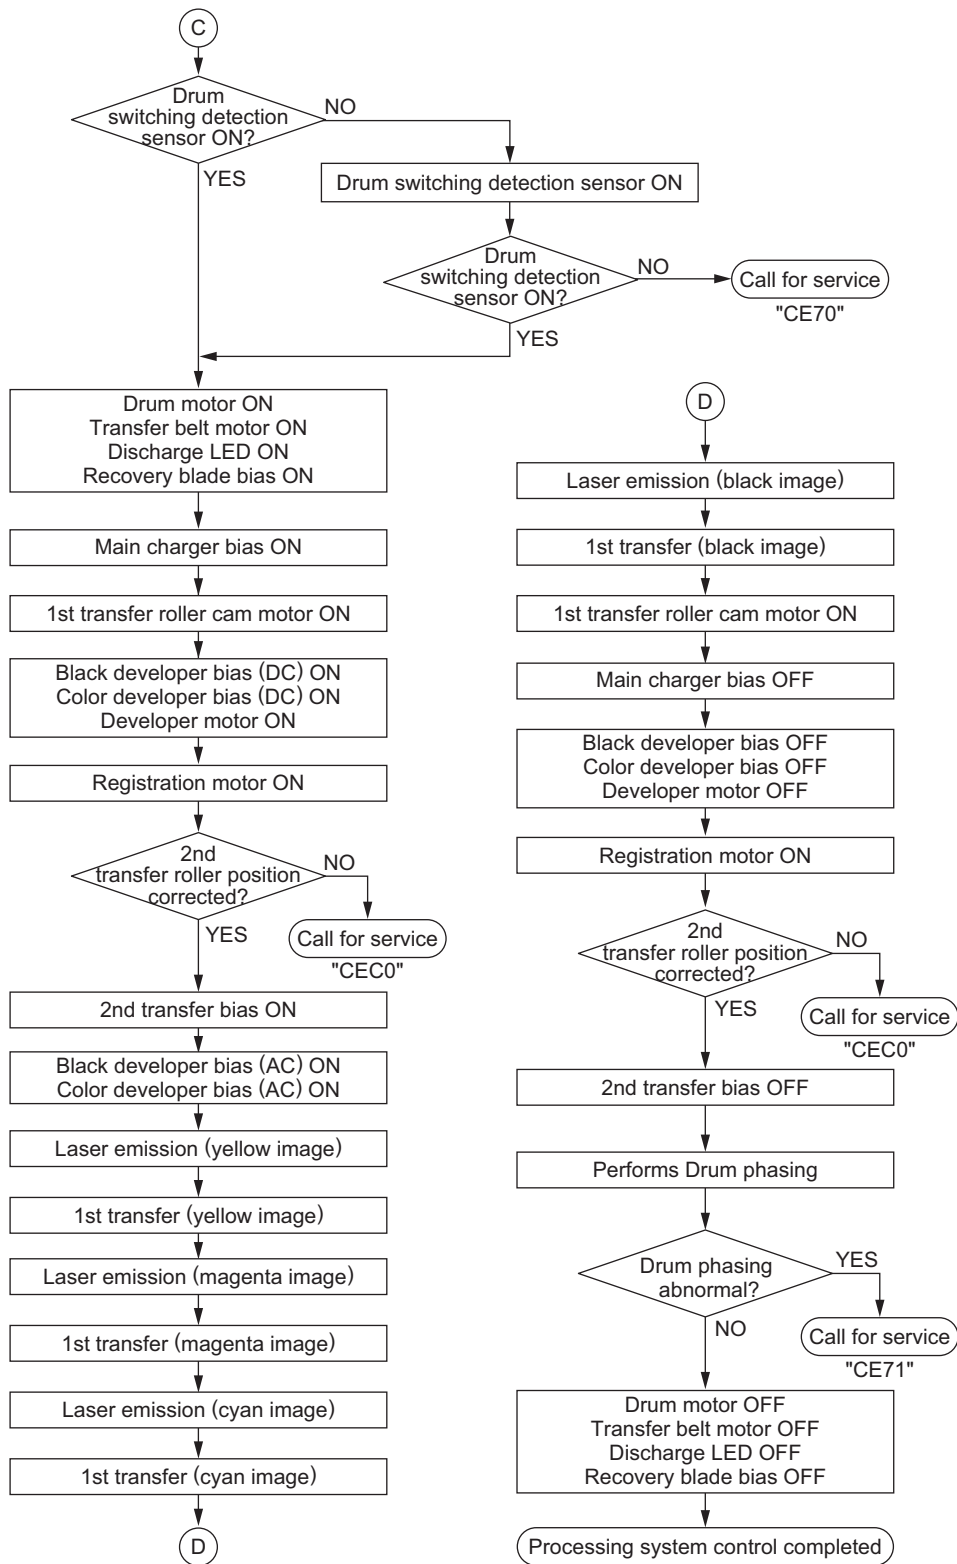 C
Drum
switching detection
sensor ON?
NO
YES
Drum switching detection sensor ON
Drum
switching detection
sensor ON?
NO
Call for service
"CE70"
YES
Drum motor ON
Transfer belt motor ON
Discharge LED ON
Recovery blade bias ON
Main charger bias ON
1st transfer roller cam motor ON
Black developer bias (DC) ON
Color developer bias (DC) ON
Developer motor ON
Registration motor ON
2nd
transfer roller position
corrected?
NO
Call for service
"CEC0"
YES
2nd transfer bias ON
Black developer bias (AC) ON
Color developer bias (AC) ON
Laser emission (yellow image)
1st transfer (yellow image)
Laser emission (magenta image)
1st transfer (magenta image)
Laser emission (cyan image)
1st transfer (cyan image)
D
D
Laser emission (black image)
1st transfer (black image)
1st transfer roller cam motor ON
Main charger bias OFF
Black developer bias OFF
Color developer bias OFF
Developer motor OFF
Registration motor ON
2nd
transfer roller position
corrected?
NO
Call for service
"CEC0"
YES
2nd transfer bias OFF
Performs Drum phasing
Drum phasing
abnormal?
YES
Call for service
"CE71"
NO
Drum motor OFF
Transfer belt motor OFF
Discharge LED OFF
Recovery blade bias OFF
Processing system control completed